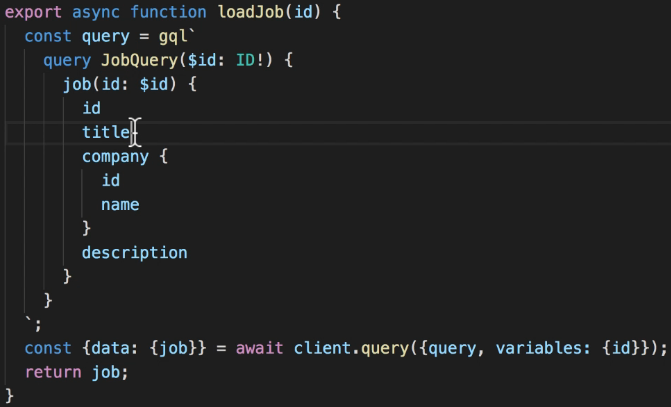 export async function loadJob(id) {
  const query = gql`
    query JobQuery($id: ID!) {
      job(id: $id) {
        id
        title
        company {
          id
          name
        }
        description
      }
    }
  `;
  const {data: {job}} = await client.query({query, variables: {id}});
  return job;
}